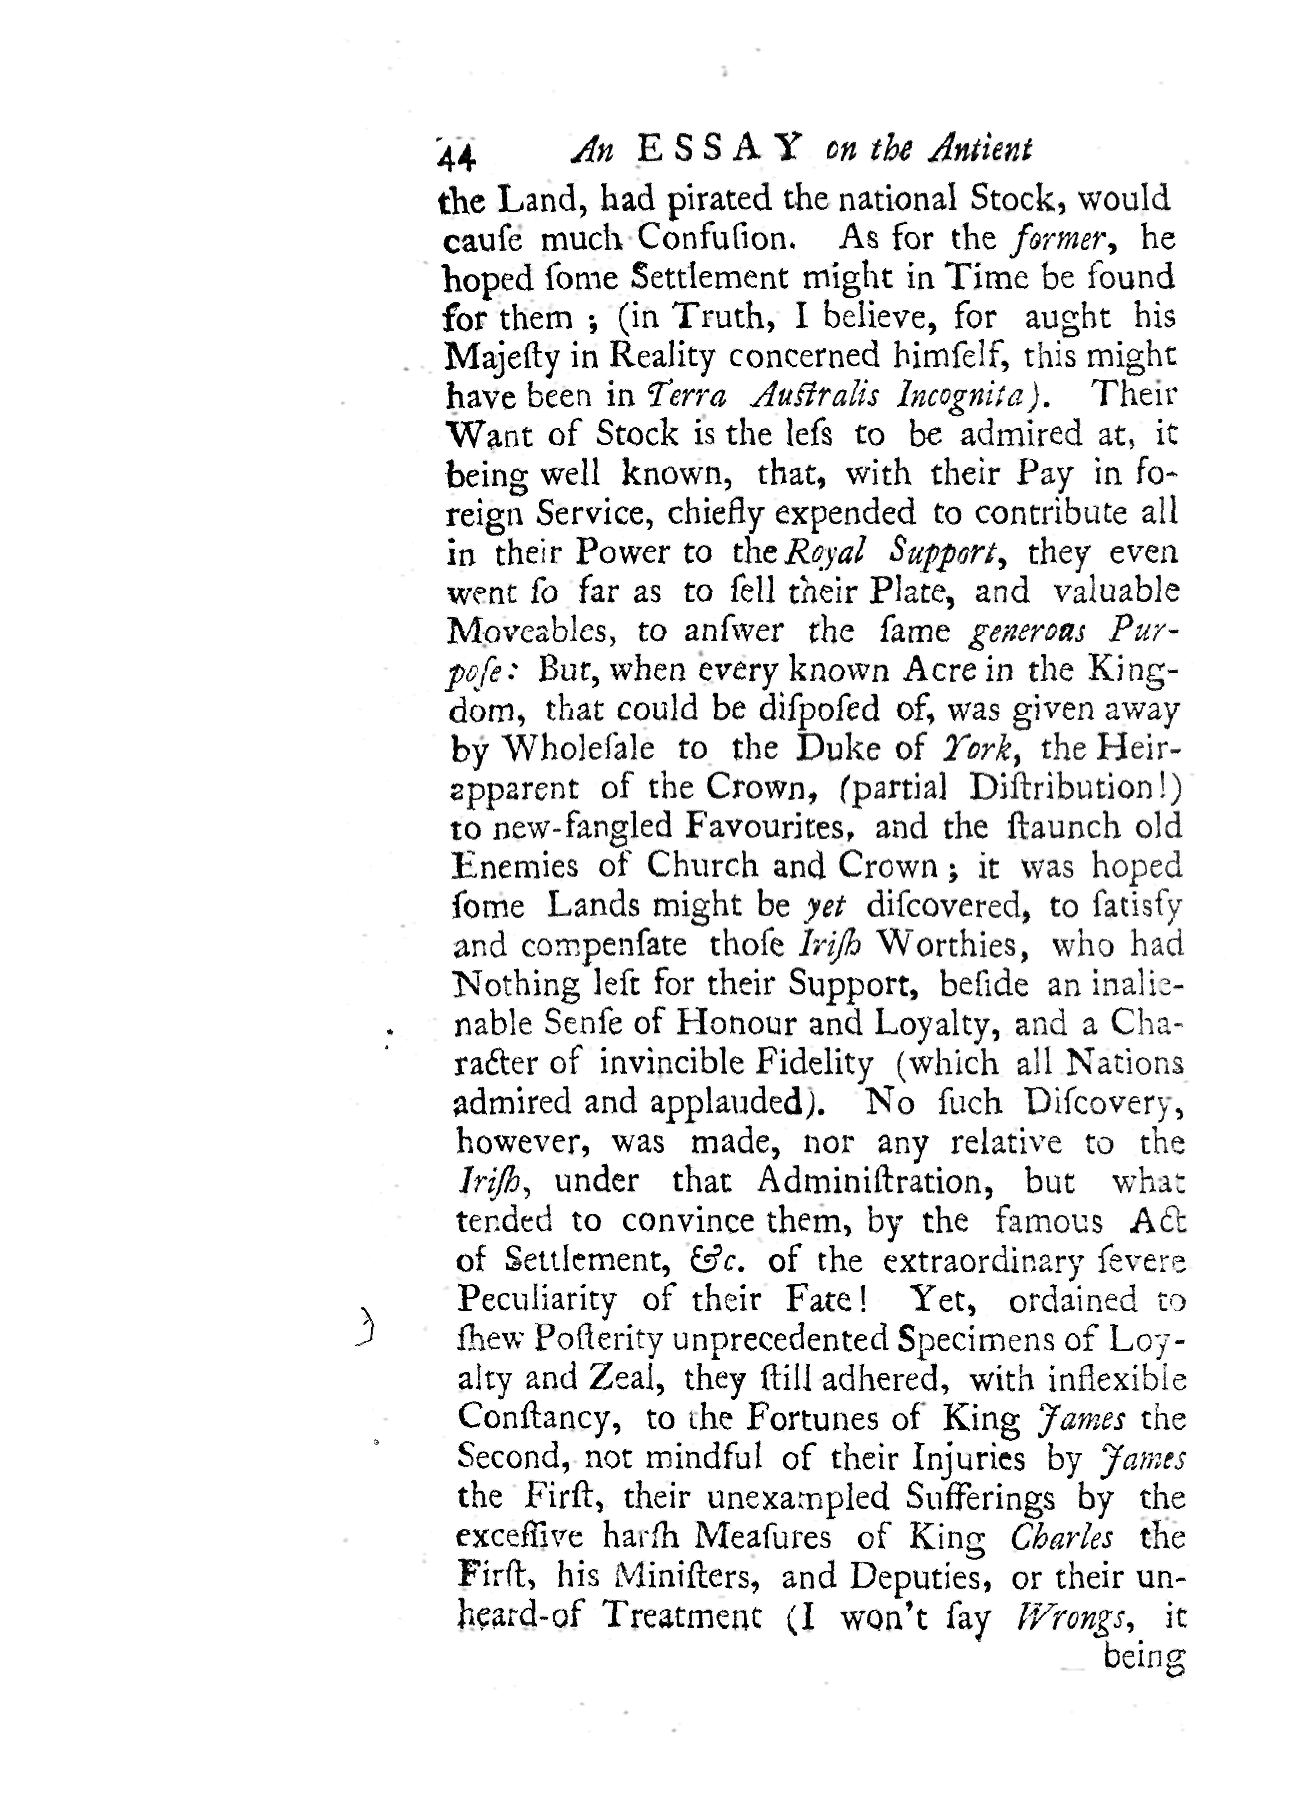 44 An ESSAY on the Antient
the Land, had pirated the national Stock, would
cauſe much Confuſion. As for the former, he
hoped ſome Settlement might in Time be found
for them ; (in Truth, I believe, for aught his
Majeſty in Reality concerned himſelf, this might
have been in Terra Auſtralis Incognita). Their
Want of Stock is the leſs to be admired at, it
being well known, that, with their Pay in fo-
reign Service, chiefly expended to contribute all
in their Power to the Royal Support, they even
went ſo far as to ſell their Plate, and valuable
Moveables, to anſwer the ſame generous Pur-
poſe: But, when every known Acre in the King-
dom, that could be diſpoſed of, was given away
by Wholeſale to the Duke of York, the Heir-
apparent of the Crown, (partial Diſtribution!)
to new-fangled Favourites, and the ſtaunch old
Enemies of Church and Crown ; it was hoped
ſome Lands might be yet diſcovered, to ſatisfy
and compenſate thoſe Iriſh Worthies, who had
Nothing left for their Support, beſide an inalie-
nable Senſe of Honour and Loyalty, and a Cha-
racter of invincible Fidelity (which all Nations
admired and applauded). No ſuch Diſcovery,
however, was made, nor any relative to the
Iriſh, under that Adminiſtration, but what
tended to convince them, by the famous Act
of Settlement, &c. of the extraordinary ſevere
Peculiarity of their Fate! Yet, ordained to
ſhew Poſterity unprecedented Specimens of Loy-
alty and Zeal, they ſtill adhered, with inflexible
Conſtancy, to the Fortunes of King James the
Second, not mindful of their Injuries by James
the Firſt, their unexampled Sufferings by the
exceſſive harſh Meaſures of King Charles the
Firſt, his Miniſters, and Deputies, or their un-
heard-of Treatment (I won't ſay Wrongs, it
being